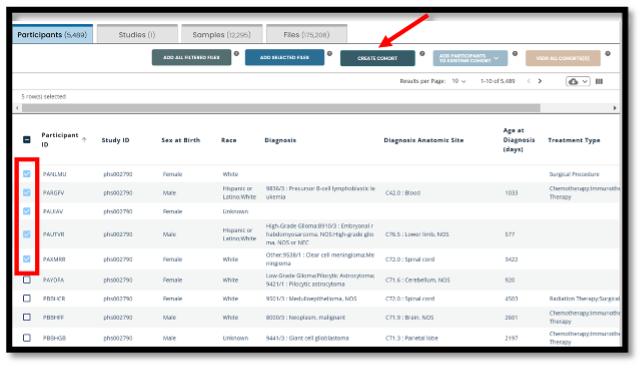 Participants (5,489) Studies (1) Samples (12,295) Files (175,208)
ADD ALL FILTERED FILES ADD SELECTED FILES CREATE COHORT ADD PARTICIPANTS TO EXISTING COHORT VIEW ALL COHORTS(0)
Results per Page: 10 1-10 of 5,489
5 row(s) selected
Participant ID Study ID Sex at Birth Race Diagnosis Diagnosis Anatomic Site Age at Diagnosis (days) Treatment Type
PANLMU phs002790 Female White Surgical Procedure
PARGFV phs002790 Male Hispanic or Latino;White 9836/3 : Precursor B-cell lymphoblastic leukemia C42.0 : Blood 1033 Chemotherapy;Immunotherapy
phs002790 Female Unknown
PAUTVR phs002790 Male Hispanic or Latino;White High-Grade Glioma;8910/3 : Embryonal rhabdomyosarcoma, NOS;High-grade glioma, NOS or NEC C76.5 : Lower limb, NOS 577
PAXMRR phs002790 Female White Other;9538/1 : Clear cell meningioma;Meningioma C72.0 : Spinal cord 5422
PAYDFA phs002790 Female White Low-Grade Glioma;Pilocytic Astrocytoma; 9421/1 : Pilocytic astrocytoma C71.6 : Cerebellum, NOS 920
phs002790 Male White 9501/3 : Medulloepithelioma, NOS C72.0 : Spinal cord 4503 Radiation Therapy;Surgical
PBBHFF phs002790 Male White 8000/3 : Neoplasm, malignant C71.9 : Brain, NOS 2601 Chemotherapy;Immunotherapy
PBBHGB phs002790 Male Unknown 9441/3 : Giant cell glioblastoma C71.3 : Parietal lobe 2197 Chemotherapy;Immuno Therapy